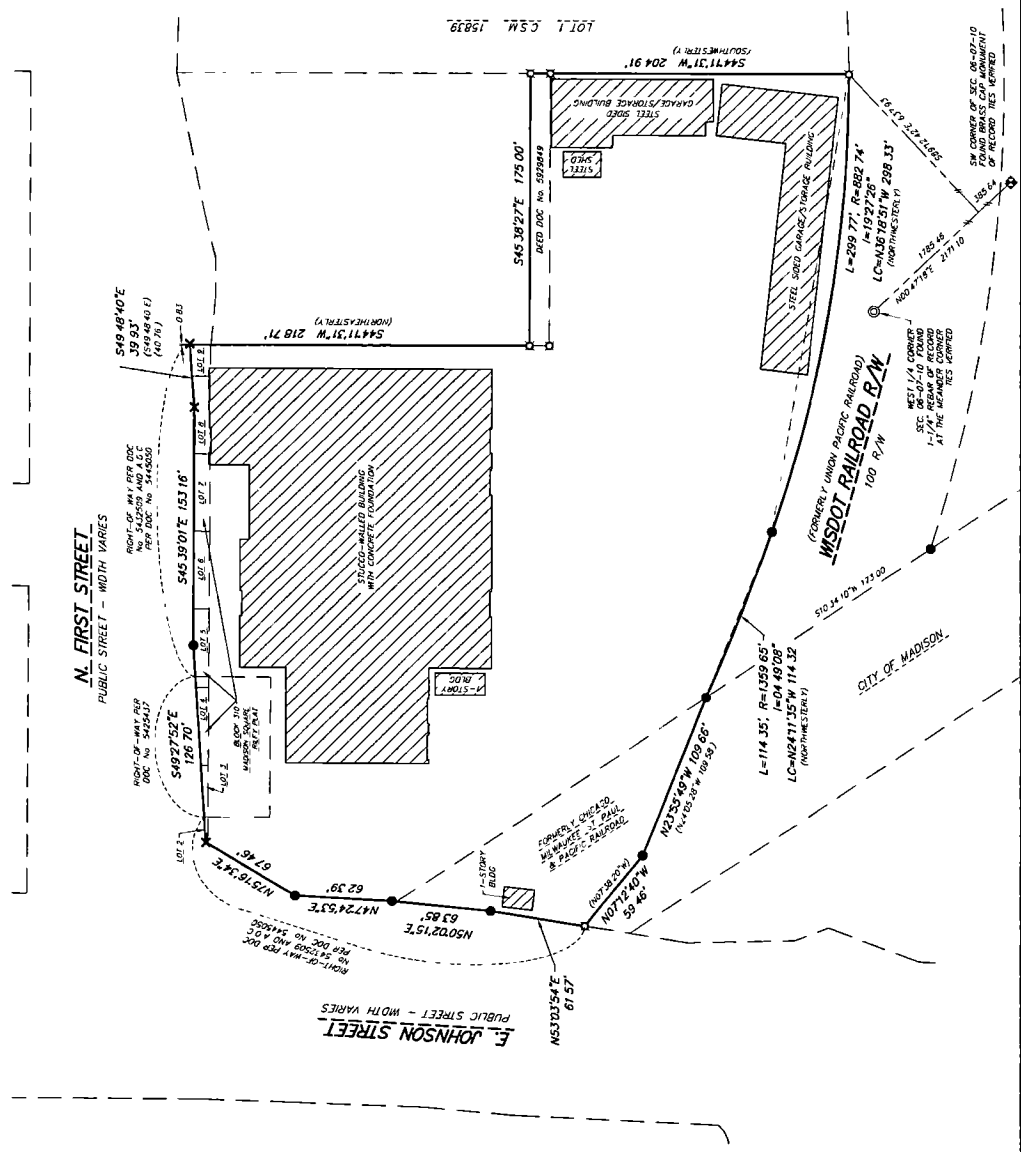 LOT 1 C S M 15839
S44°11'31"W 204 91'
(SOUTHWESTERLY)
STEEL SIDED
GARAGE/STORAGE BUILDING
STEEL
SHED
S45 38'27"E 175 00'
DEED DOC No. 5929849
STEEL SIDED GARAGE/STORAGE BUILDING
S89°12 42"E 637 93
SW CORNER OF SEC. 06-07-10
FOUND BRASS CAP MONUMENT
OF RECORD TIES VERIFIED
385 64
1785 46
N00 47'18"E 2171 10
L=299 77', R=882 74'
I=19°27'26"
LC=N36°18'51"W 298 33'
(NORTHWESTERLY)
WEST 1/4 CORNER
SEC. 06-07-10 FOUND
1-1/4" REBAR OF RECORD
AT THE MEANDER CORNER
TIES VERIFIED
S49 48'40"E
39 93'
(S49 48 40 E)
(40 76)
0 83
S44°11'31"W 218 71'
(NORTHEASTERLY)
N. FIRST STREET
PUBLIC STREET - WIDTH VARIES
RIGHT-OF WAY PER DOC
No 5432509 AND A O C
PER DOC No 5445050
S45 39'01"E 153 16'
LOT 9
LOT 8
LOT 7
LOT 6
LOT 5
LOT 4
LOT 3
LOT 2
STUCCO-WALLED BUILDING
WITH CONCRETE FOUNDATION
1-STORY
BLDG
(FORMERLY UNION PACIFIC RAILROAD)
WISDOT RAILROAD R/W
100 R/W
RIGHT-OF-WAY PER
DOC No 5425437
S49°27'52"E
126 70'
BLOCK 310
MADISON SQUARE
S10 34 10"W 173 00
CITY OF MADISON
L=114 35', R=1359 65'
I=04 49'08"
LC=N24°11'35"W 114 32
(NORTHWESTERLY)
N23°55'49"W 109 66'
(N24°05 28"W 109 58)
FORMERLY CHICAGO
MILWAUKEE ST. PAUL
& PACIFIC RAILROAD
1-STORY
BLDG
N75°16'34"E
67 46'
N47°24'53"E
62 39'
N50°02'15"E
63 85'
N53°03'54"E
61 57'
(N07°38 20"W)
N07°12'40"W
59 46'
RIGHT-OF-WAY PER DOC
No 5432509 AND A O C
PER DOC No 5445050
E. JOHNSON STREET
PUBLIC STREET - WIDTH VARIES